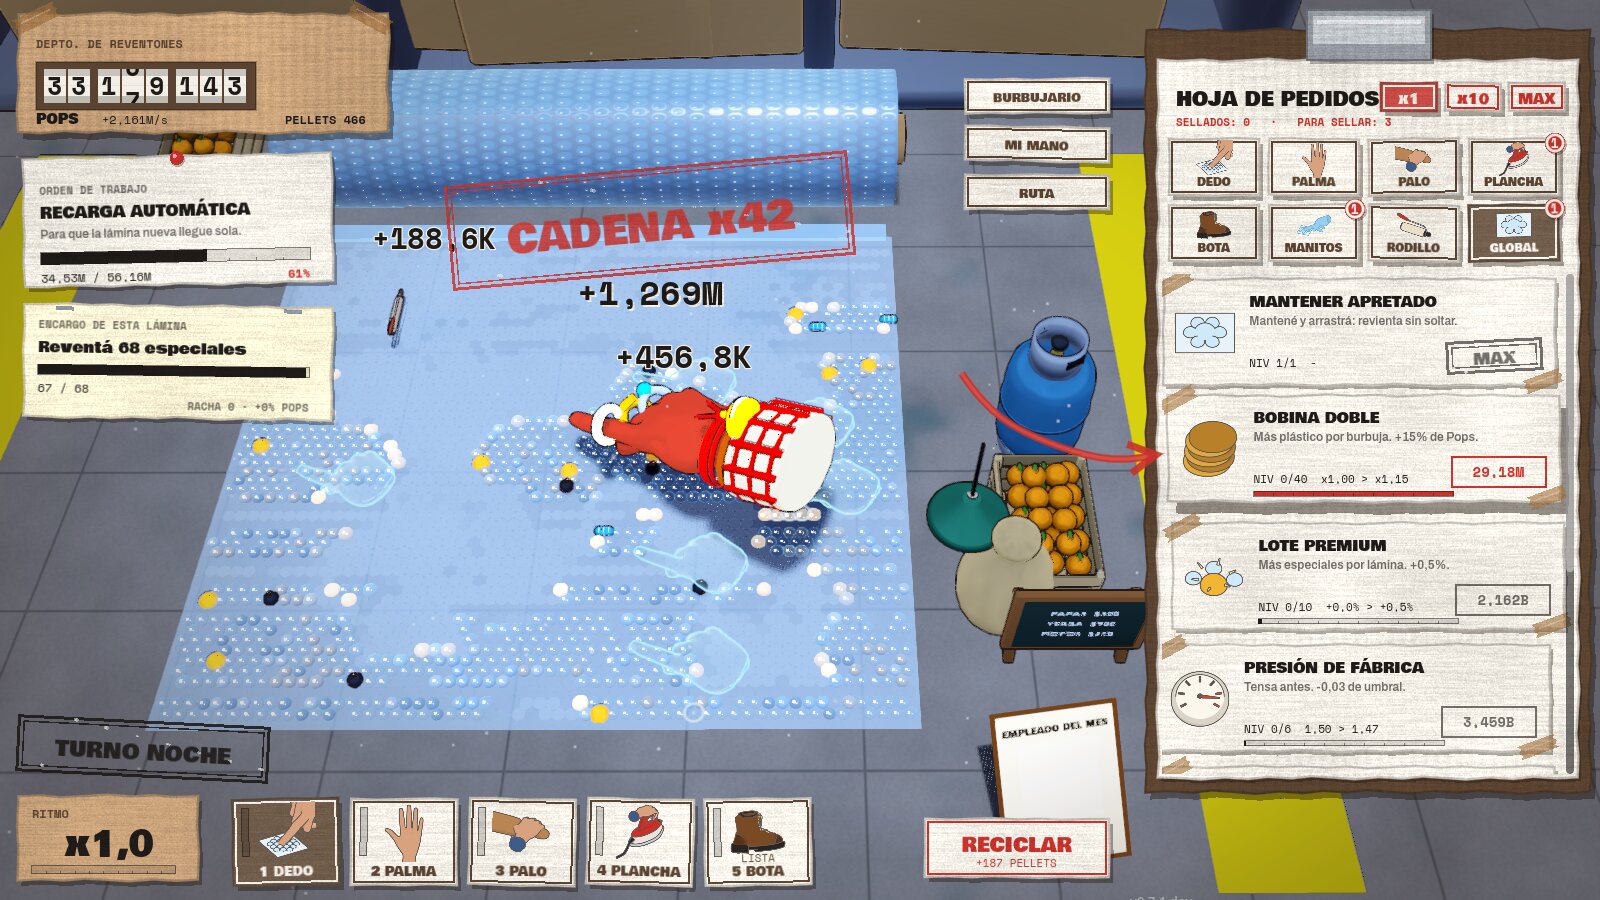 DEPTO. DE REVENTONES
POPS +2,161M/s PELLETS 466
ORDEN DE TRABAJO
RECARGA AUTOMÁTICA
Para que la lámina nueva llegue sola.
34,53M / 56,16M 61%
ENCARGO DE ESTA LÁMINA
Reventá 68 especiales
67 / 68
RACHA 0 · +0% POPS
CADENA x42
+188,6K
+1,269M
+456,8K
BURBUJARIO
MI MANO
RUTA
HOJA DE PEDIDOS x1 x10 MAX
SELLADOS: 0 · PARA SELLAR: 3
DEDO PALMA PALO PLANCHA 1
BOTA MANITOS 1 RODILLO GLOBAL 1
MANTENER APRETADO
Mantené y arrastrá: revienta sin soltar.
NIV 1/1 - MAX
BOBINA DOBLE
Más plástico por burbuja. +15% de Pops.
NIV 0/40 x1,00 > x1,15 29,18M
LOTE PREMIUM
Más especiales por lámina. +0,5%.
NIV 0/10 +0,0% > +0,5% 2,162B
PRESIÓN DE FÁBRICA
Tensa antes. -0,03 de umbral.
NIV 0/6 1,50 > 1,47 3,459B
EMPLEADO DEL MES
TURNO NOCHE
RITMO
x1,0
1 DEDO 2 PALMA 3 PALO 4 PLANCHA LISTA 5 BOTA
RECICLAR
+187 PELLETS